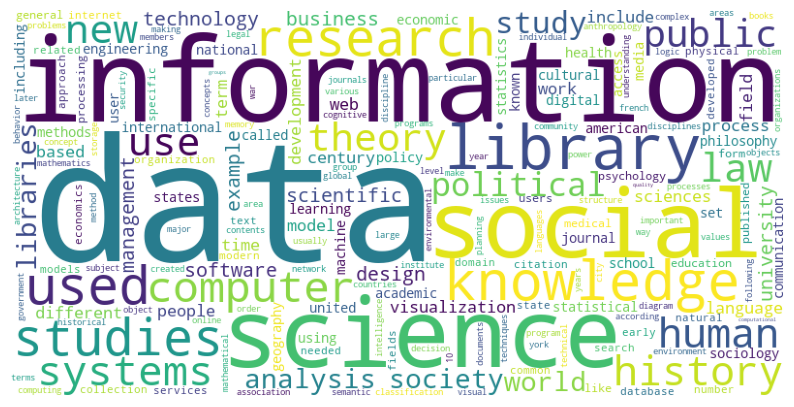 general internet
problems
making
members
technology
business
economic
research
study
include
complex
areas
books
anthropology
individual
public
new
related
engineering
national
legal
including
information
health
access
media
understanding
logic
physical
problem
developed
organizations
later
approach
processing
user
security
specific
term
development
concepts
war
journals
various
cognitive
discipline
groups
particular
statistics
known
web
cultural
work
digital
field
behavior
concept
methods
based
mathematics
storage
international
called
use
example
theory
memory
programs
community
disciplines
french
american
process
philosophy
form
objects
library
law
libraries
architecture
organization
century
policy
group
global
level
power
year
make
psychology
data
political
social
scientific
states
economics
method
management
area
text
contents
learning
model
machine
environmental
issues
users
quality
structure
processes
sciences
set
important
way
values
published
university
communication
major
time
modern
usually
large
planning
languages
medical
journal
models
subject
created
network
institute
domain
citation
school
education
used
computer
software
design
knowledge
government
object
different
people
visualization
countries
academic
intelligence
city
years
statistical
language
following
historical
online
order
united
state
according
diagram
natural
computational
studies
science
human
using
needed
geography
fields
decision
10
documents
york
techniques
program
technical
early
search
sociology
environment
systems
mathematical
terms
computing
collection
services
association
analysis
society
semantic
classification
visual
world
common
like
database
number
history